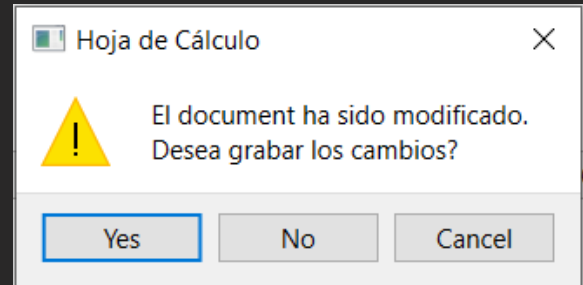 Hoja de Cálculo
El document ha sido modificado.
Desea grabar los cambios?
Yes
No
Cancel